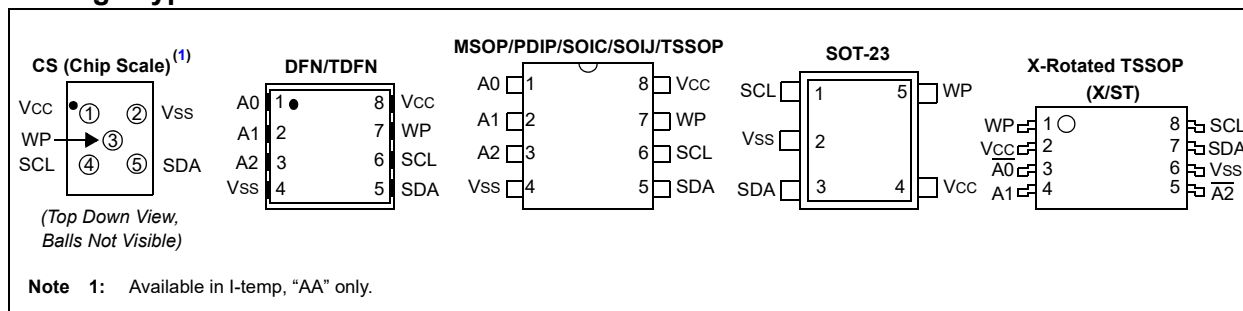 CS (Chip Scale)(1)
VCC
1
2
VSS
WP
3
SCL
4
5
SDA
(Top Down View,
Balls Not Visible)
DFN/TDFN
A0 1 8 VCC
A1 2 7 WP
A2 3 6 SCL
VSS 4 5 SDA
MSOP/PDIP/SOIC/SOIJ/TSSOP
A0 1 8 VCC
A1 2 7 WP
A2 3 6 SCL
VSS 4 5 SDA
SOT-23
SCL 1 5 WP
VSS 2
SDA 3 4 VCC
X-Rotated TSSOP
(X/ST)
WP 1 8 SCL
VCC 2 7 SDA
A0 3 6 VSS
A1 4 5 A2
Note 1: Available in I-temp, “AA” only.